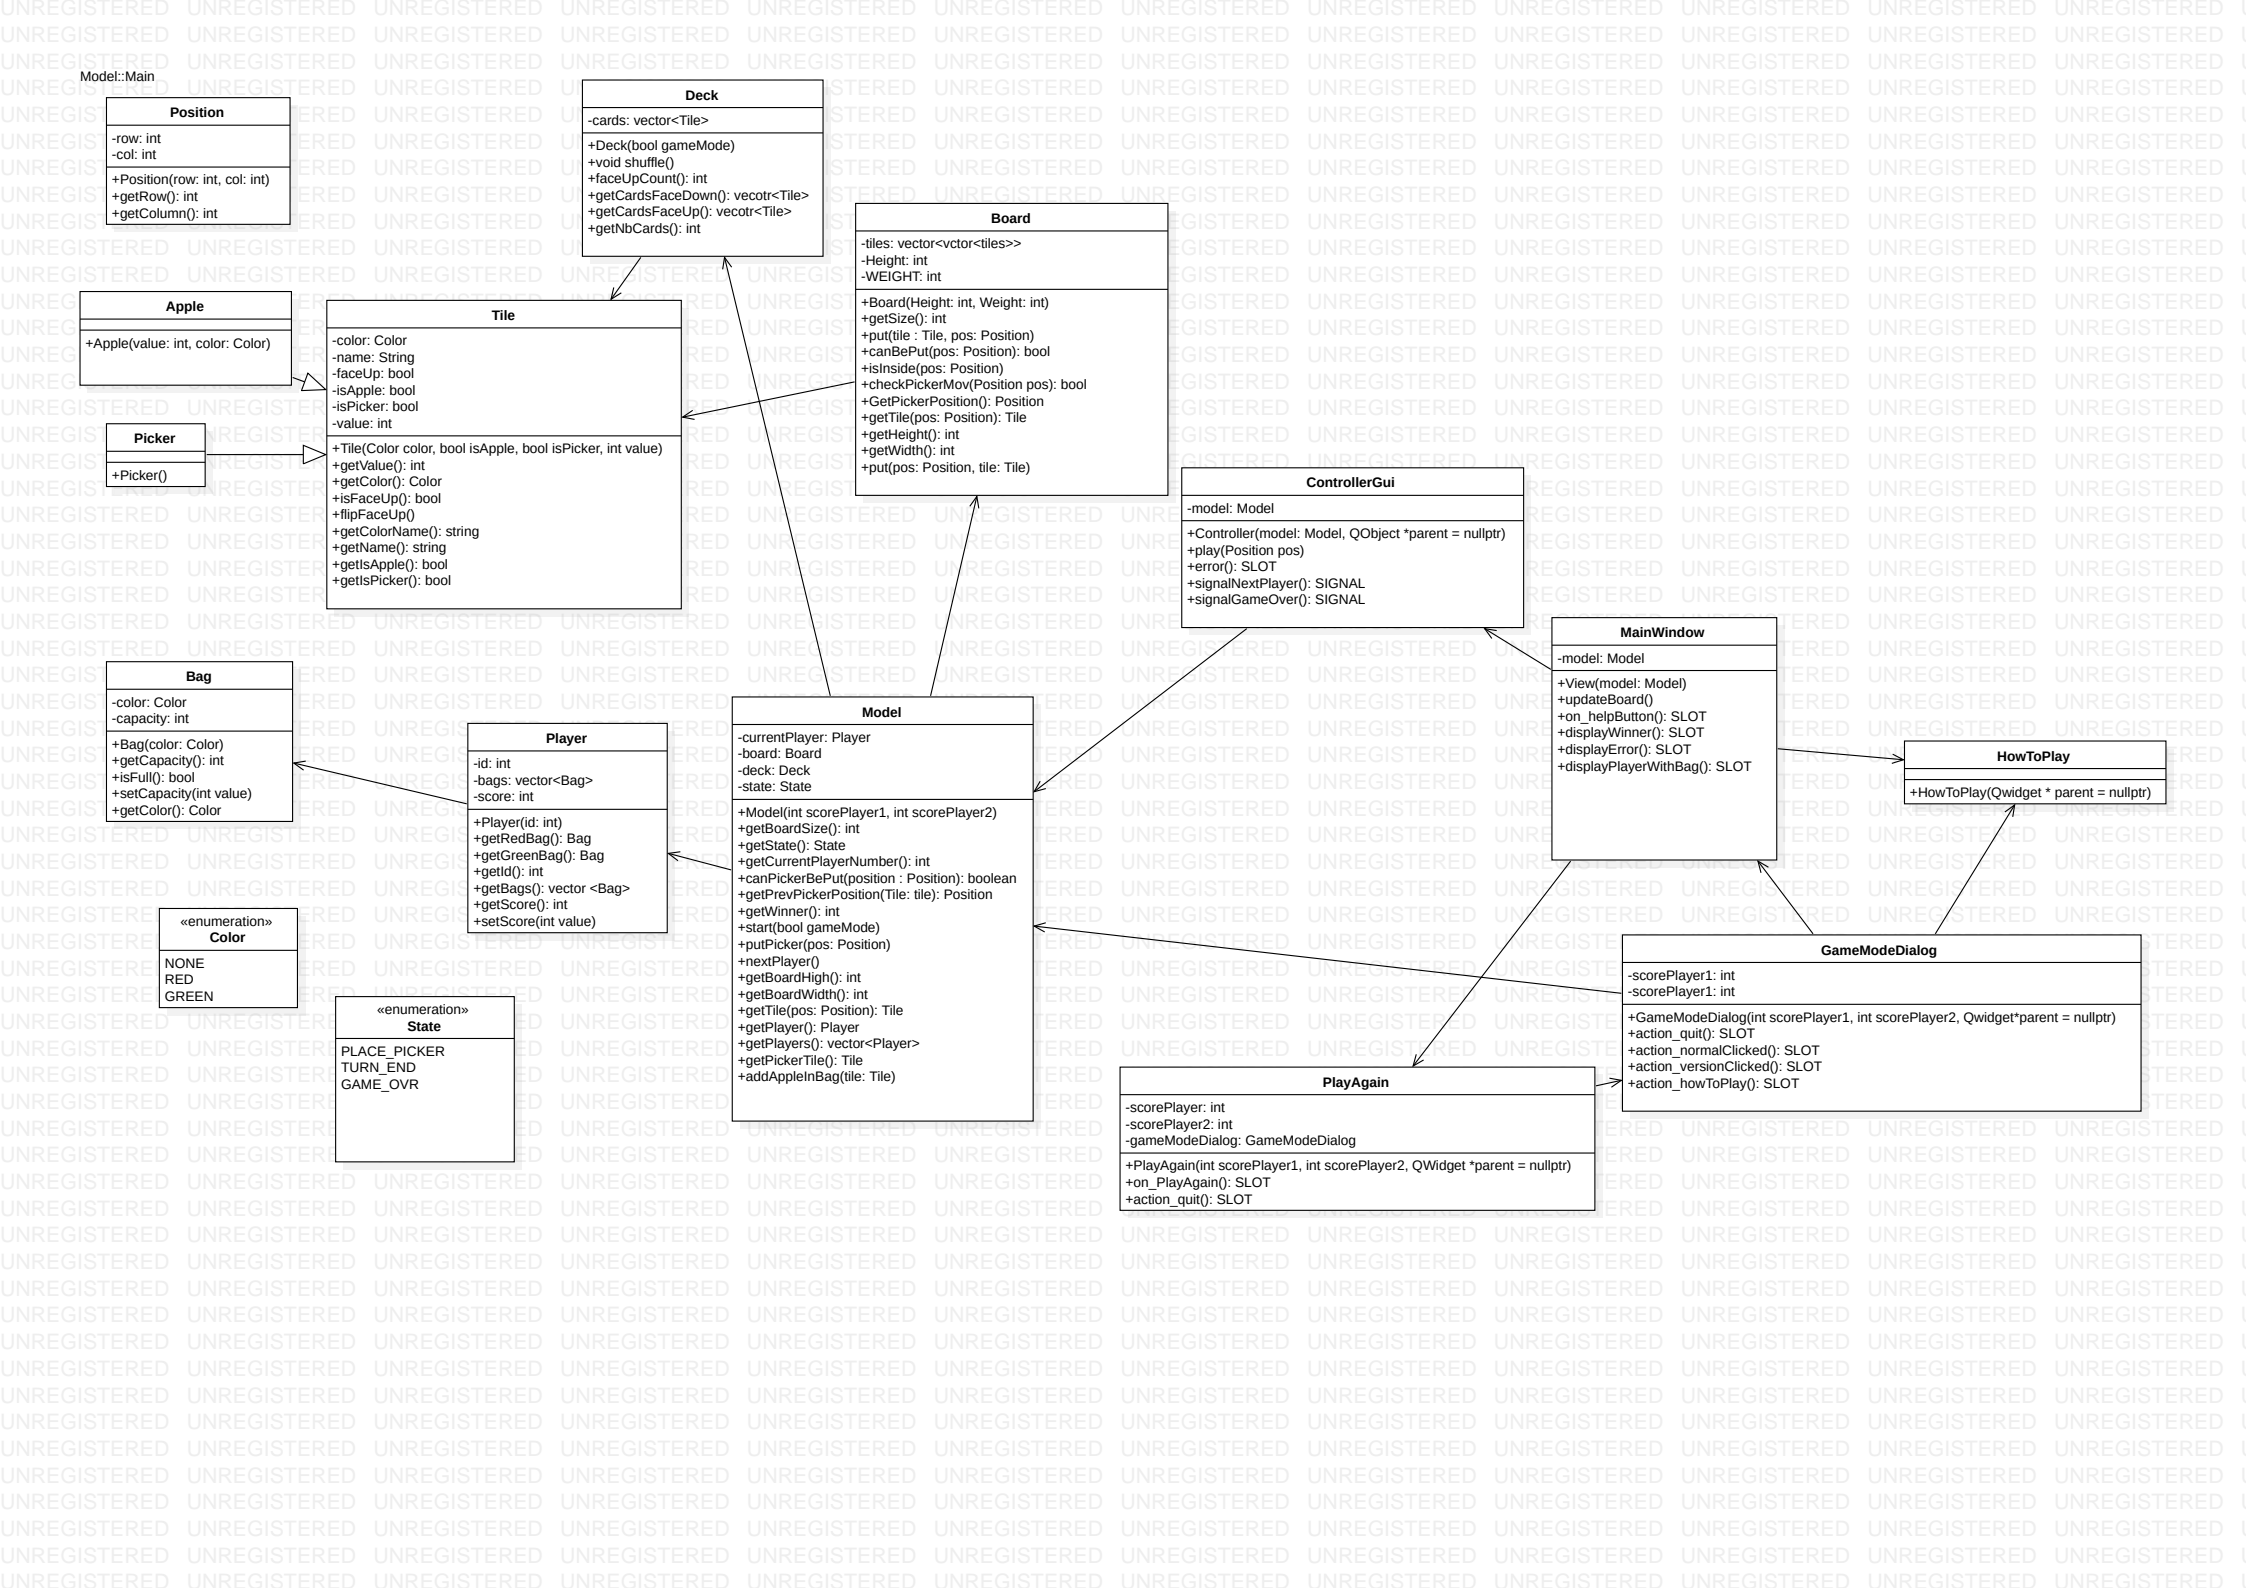 Model::Main
Position
-row: int
-col: int
+Position(row: int, col: int)
+getRow(): int
+getColumn(): int
Deck
-cards: vector<Tile>
+Deck(bool gameMode)
+void shuffle()
+faceUpCount(): int
+getCardsFaceDown(): vecotr<Tile>
+getCardsFaceUp(): vecotr<Tile>
+getNbCards(): int
Board
-tiles: vector<vctor<tiles>>
-Height: int
-WEIGHT: int
+Board(Height: int, Weight: int)
+getSize(): int
+put(tile : Tile, pos: Position)
+canBePut(pos: Position): bool
+isInside(pos: Position)
+checkPickerMov(Position pos): bool
+GetPickerPosition(): Position
+getTile(pos: Position): Tile
+getHeight(): int
+getWidth(): int
+put(pos: Position, tile: Tile)
Apple
+Apple(value: int, color: Color)
Tile
-color: Color
-name: String
-faceUp: bool
-isApple: bool
-isPicker: bool
-value: int
+Tile(Color color, bool isApple, bool isPicker, int value)
+getValue(): int
+getColor(): Color
+isFaceUp(): bool
+flipFaceUp()
+getColorName(): string
+getName(): string
+getIsApple(): bool
+getIsPicker(): bool
Picker
+Picker()
ControllerGui
-model: Model
+Controller(model: Model, QObject *parent = nullptr)
+play(Position pos)
+error(): SLOT
+signalNextPlayer(): SIGNAL
+signalGameOver(): SIGNAL
MainWindow
-model: Model
+View(model: Model)
+updateBoard()
+on_helpButton(): SLOT
+displayWinner(): SLOT
+displayError(): SLOT
+displayPlayerWithBag(): SLOT
Bag
-color: Color
-capacity: int
+Bag(color: Color)
+getCapacity(): int
+isFull(): bool
+setCapacity(int value)
+getColor(): Color
Player
-id: int
-bags: vector<Bag>
-score: int
+Player(id: int)
+getRedBag(): Bag
+getGreenBag(): Bag
+getId(): int
+getBags(): vector <Bag>
+getScore(): int
+setScore(int value)
Model
-currentPlayer: Player
-board: Board
-deck: Deck
-state: State
+Model(int scorePlayer1, int scorePlayer2)
+getBoardSize(): int
+getState(): State
+getCurrentPlayerNumber(): int
+canPickerBePut(position : Position): boolean
+getPrevPickerPosition(Tile: tile): Position
+getWinner(): int
+start(bool gameMode)
+putPicker(pos: Position)
+nextPlayer()
+getBoardHigh(): int
+getBoardWidth(): int
+getTile(pos: Position): Tile
+getPlayer(): Player
+getPlayers(): vector<Player>
+getPickerTile(): Tile
+addAppleInBag(tile: Tile)
HowToPlay
+HowToPlay(Qwidget * parent = nullptr)
«enumeration»
Color
NONE
RED
GREEN
«enumeration»
State
PLACE_PICKER
TURN_END
GAME_OVR
GameModeDialog
-scorePlayer1: int
-scorePlayer1: int
+GameModeDialog(int scorePlayer1, int scorePlayer2, Qwidget*parent = nullptr)
+action_quit(): SLOT
+action_normalClicked(): SLOT
+action_versionClicked(): SLOT
+action_howToPlay(): SLOT
PlayAgain
-scorePlayer: int
-scorePlayer2: int
-gameModeDialog: GameModeDialog
+PlayAgain(int scorePlayer1, int scorePlayer2, QWidget *parent = nullptr)
+on_PlayAgain(): SLOT
+action_quit(): SLOT
UNREGISTERED